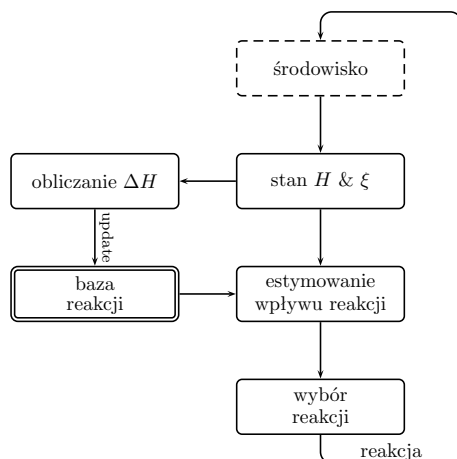 środowisko
obliczanie ΔH
stan H & ξ
update
baza
reakcji
estymowanie
wpływu reakcji
wybór
reakcji
reakcja